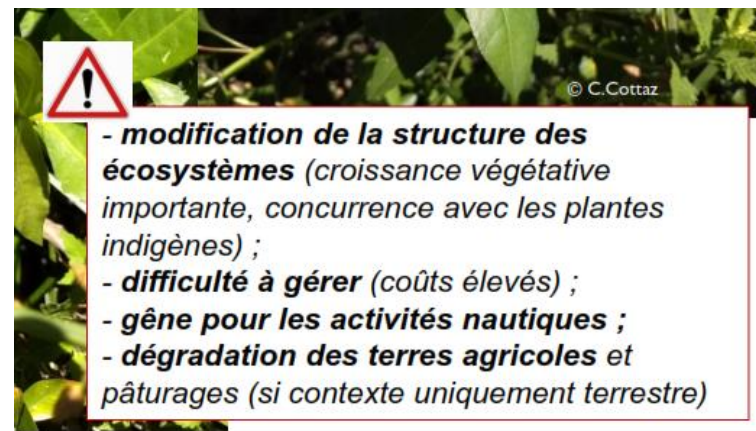 © C.Cottaz
- modification de la structure des
écosystèmes (croissance végétative
importante, concurrence avec les plantes
indigènes) ;
- difficulté à gérer (coûts élevés) ;
- gêne pour les activités nautiques ;
- dégradation des terres agricoles et
pâturages (si contexte uniquement terrestre)